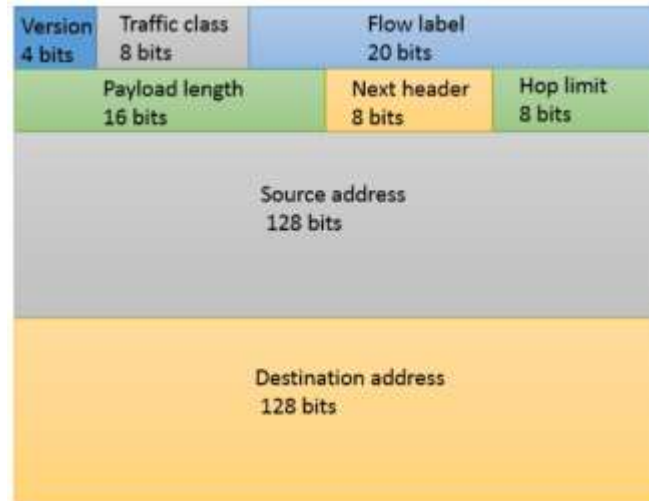 Version
4 bits
Traffic class
8 bits
Flow label
20 bits
Payload length
16 bits
Next header
8 bits
Hop limit
8 bits
Source address
128 bits
Destination address
128 bits